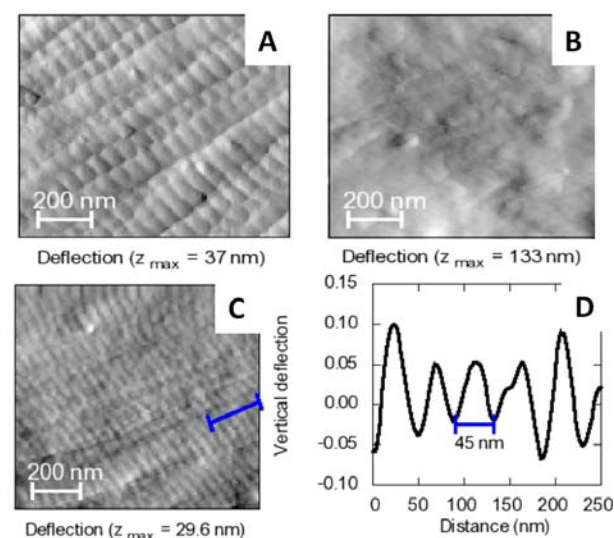 A
B
200 nm
200 nm
Deflection (z max = 37 nm)
Deflection (z max = 133 nm)
C
D
200 nm
Deflection (z max = 29.6 nm)
Vertical deflection
0.15
0.10
0.05
0.00
-0.05
-0.10
45 nm
0 50 100 150 200 250
Distance (nm)